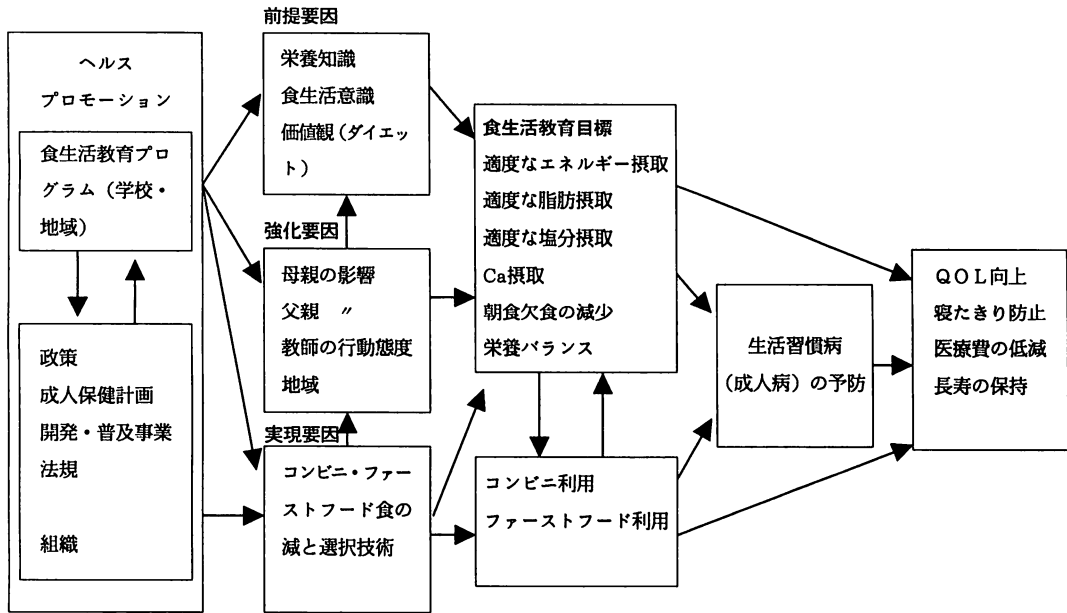 ヘルス
プロモーション
食生活教育プロ
グラム（学校・
地域）
政策
成人保健計画
開発・普及事業
法規
組織
前提要因
栄養知識
食生活意識
価値観（ダイエッ
ト）
強化要因
母親の影響
父親　〃
教師の行動態度
地域
実現要因
コンビニ・ファー
ストフード食の
減と選択技術
食生活教育目標
適度なエネルギー摂取
適度な脂肪摂取
適度な塩分摂取
Ca摂取
朝食欠食の減少
栄養バランス
コンビニ利用
ファーストフード利用
生活習慣病
（成人病）の予防
ＱＯＬ向上
寝たきり防止
医療費の低減
長寿の保持